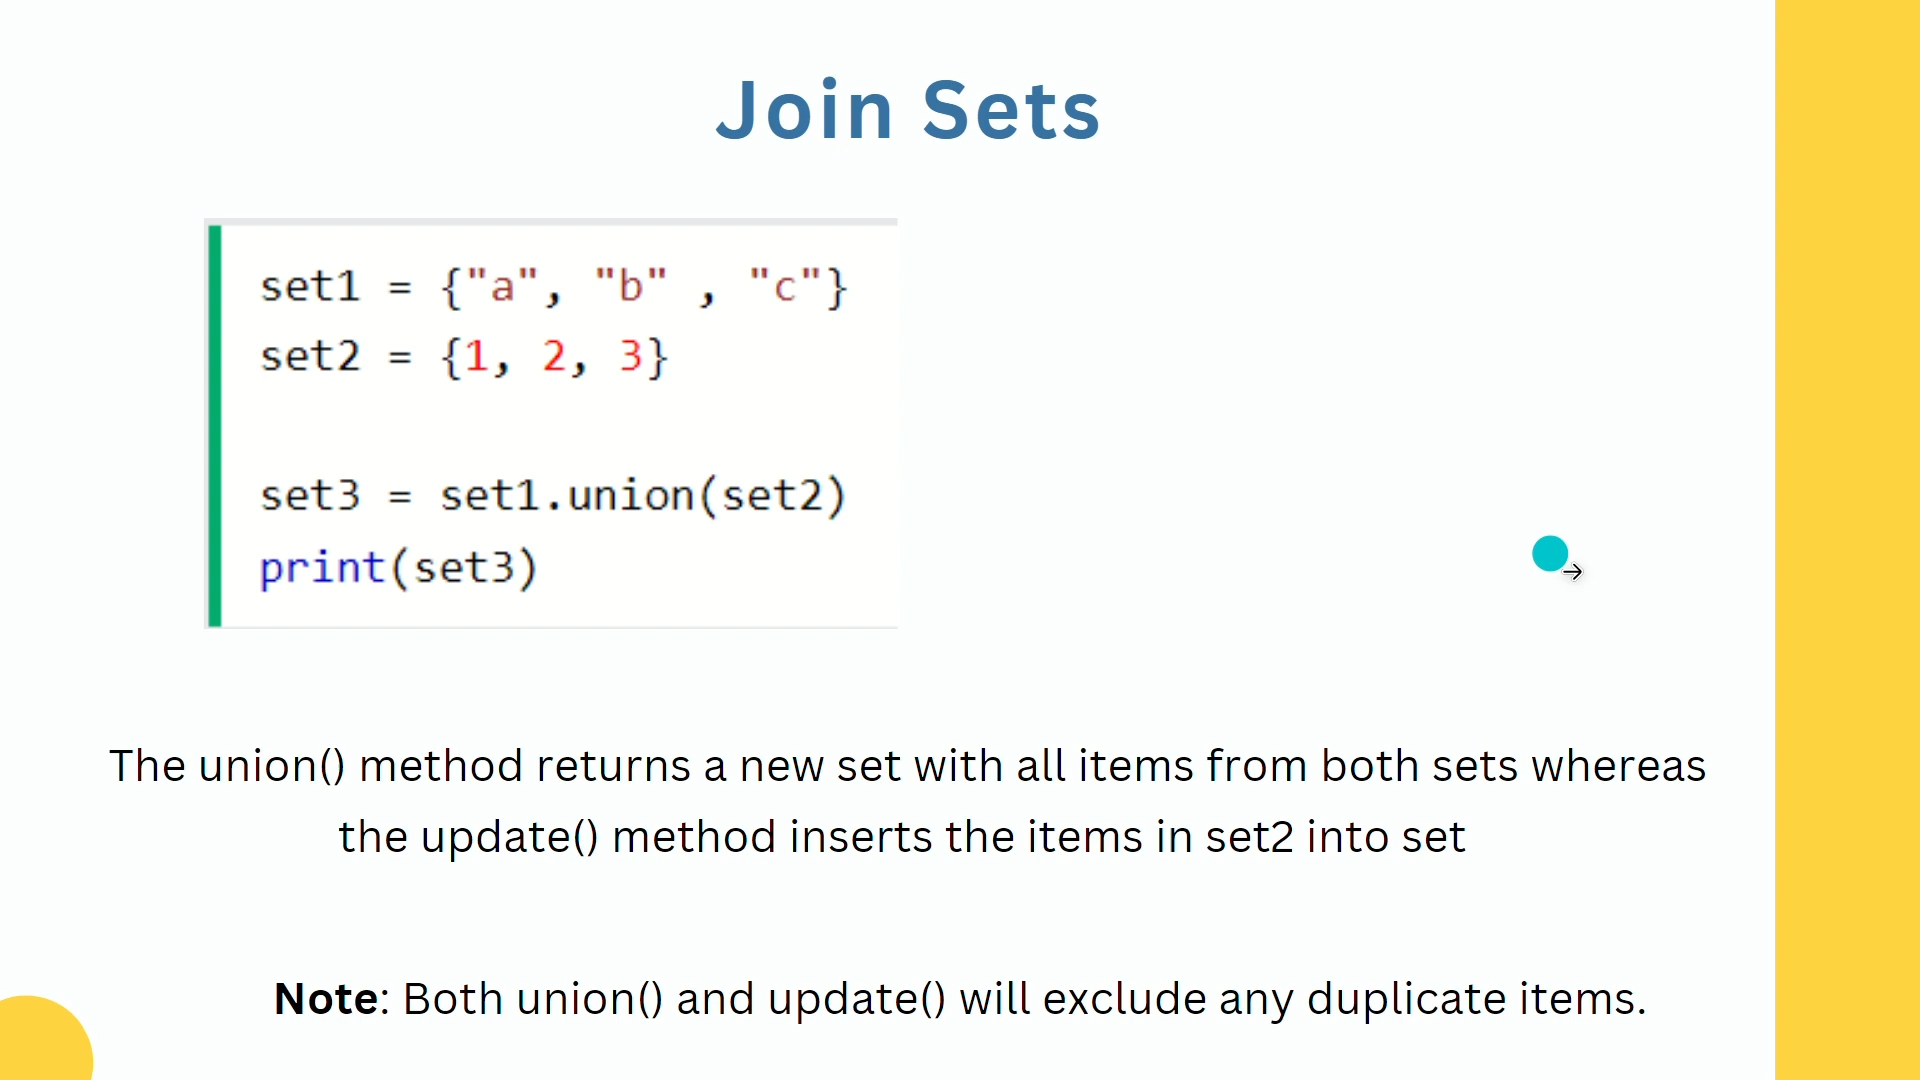 Join Sets
set1 = {"a", "b" , "c"}
set2 = {1, 2, 3}
set3 = set1.union(set2)
print(set3)
The union() method returns a new set with all items from both sets whereas
the update() method inserts the items in set2 into set
Note: Both union() and update() will exclude any duplicate items.